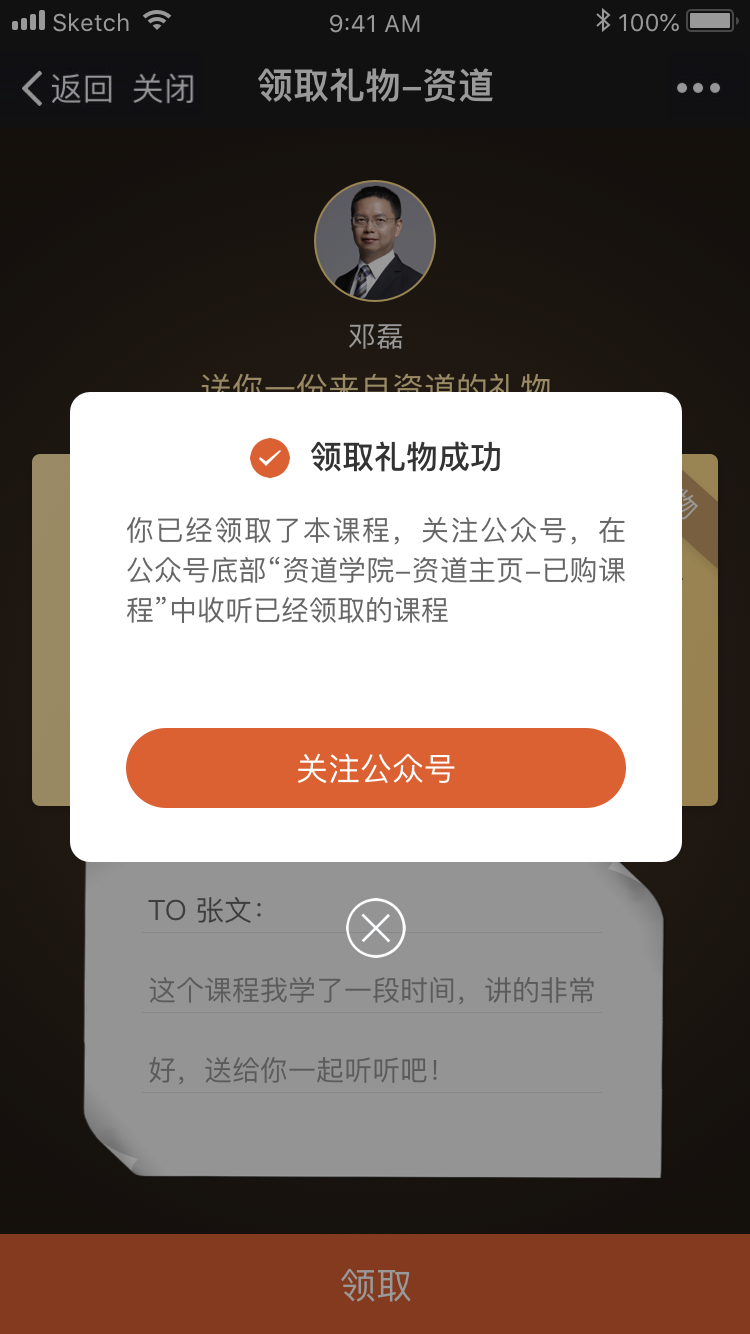 Sketch 9:41 AM 100%
返回 关闭 领取礼物–资道
邓磊
送你一份来自资道的礼物
物
领取礼物成功
你已经领取了本课程，关注公众号，在
公众号底部“资道学院–资道主页–已购课
程”中收听已经领取的课程
关注公众号
TO 张文：
这个课程我学了一段时间，讲的非常
好，送给你一起听听吧！
领取